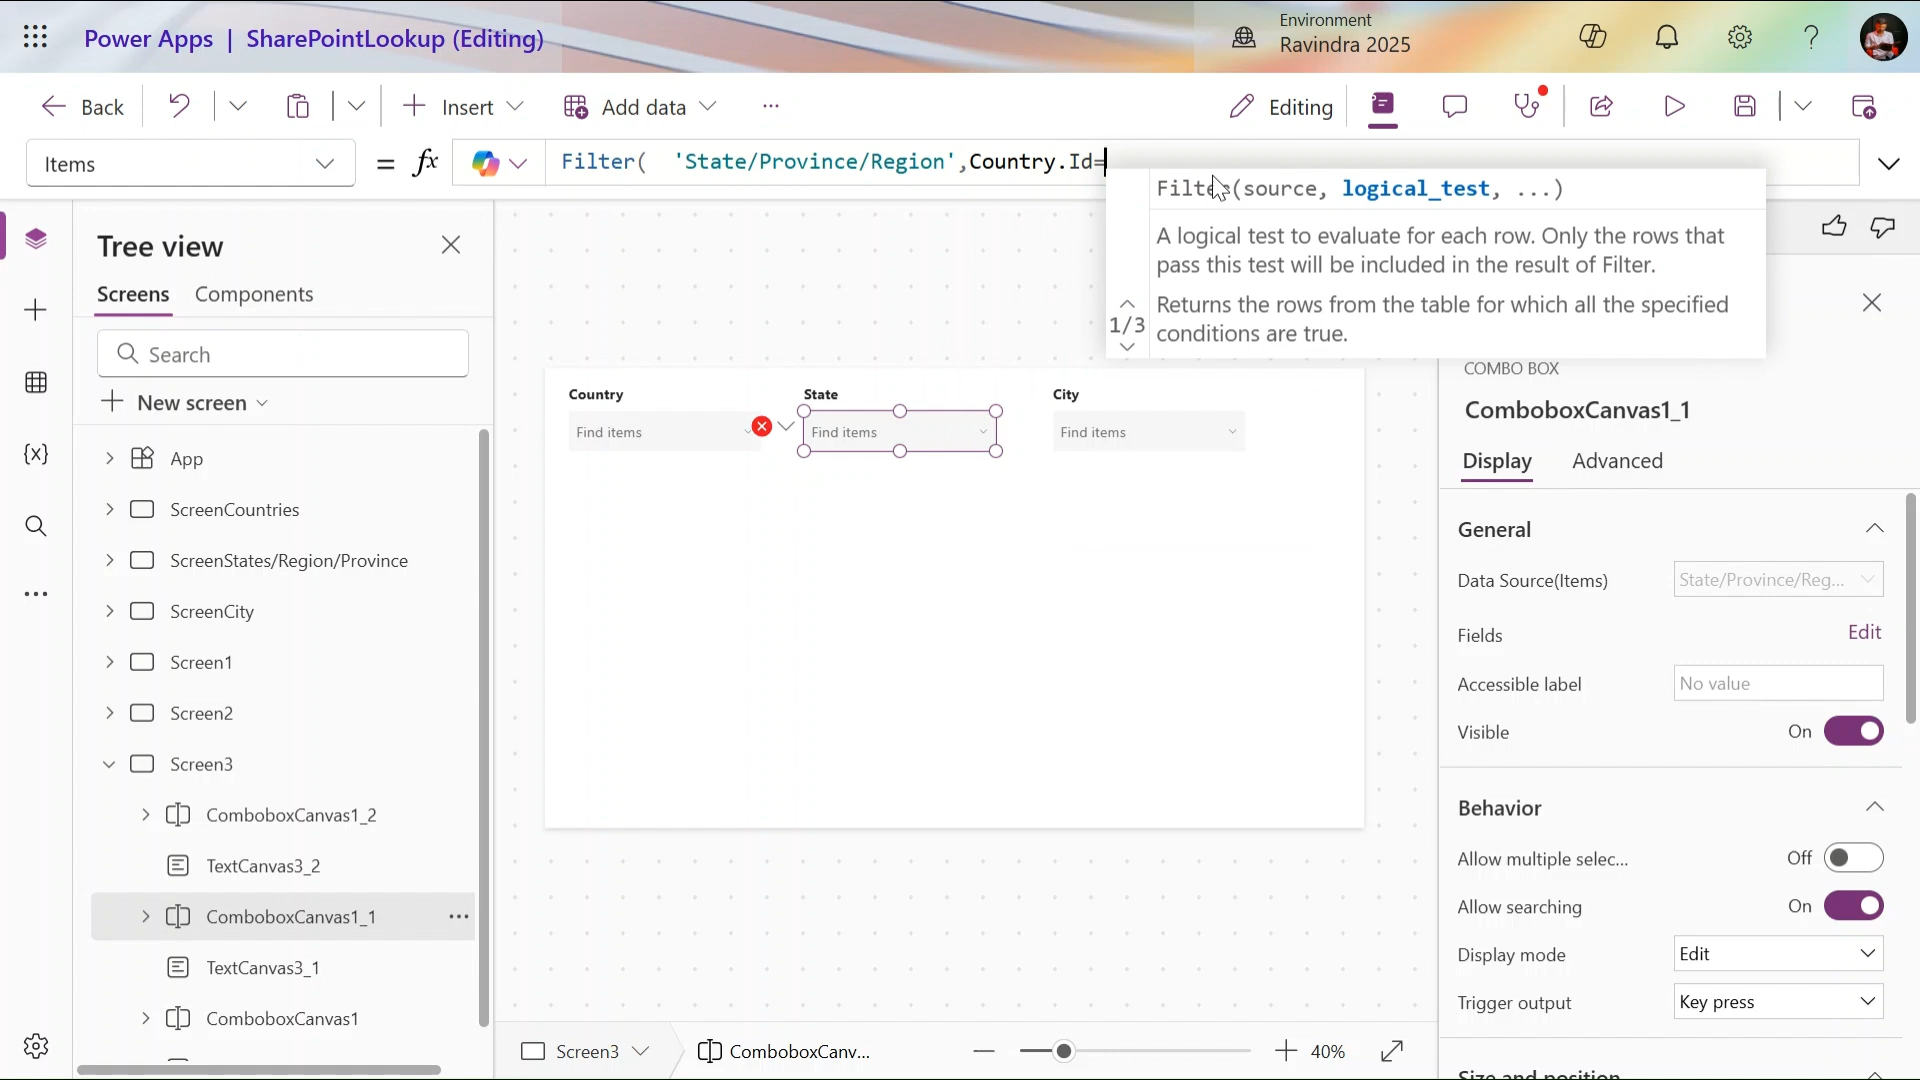 Power Apps | SharePointLookup (Editing)
Environment
Ravindra 2025
Back
Insert
Add data
Editing
Items
= fx
Filter( 'State/Province/Region',Country.Id=
Filter(source, logical_test, ...)
A logical test to evaluate for each row. Only the rows that
pass this test will be included in the result of Filter.
1/3
Returns the rows from the table for which all the specified
conditions are true.
Tree view
Screens
Components
Search
New screen
App
ScreenCountries
ScreenStates/Region/Province
ScreenCity
Screen1
Screen2
Screen3
ComboboxCanvas1_2
TextCanvas3_2
ComboboxCanvas1_1
TextCanvas3_1
ComboboxCanvas1
Country
State
City
Find items
Find items
Find items
Screen3
ComboboxCanv...
40%
COMBO BOX
ComboboxCanvas1_1
Display
Advanced
General
Data Source(Items)
State/Province/Reg...
Fields
Edit
Accessible label
No value
Visible
On
Behavior
Allow multiple selec...
Off
Allow searching
On
Display mode
Edit
Trigger output
Key press
Size and position